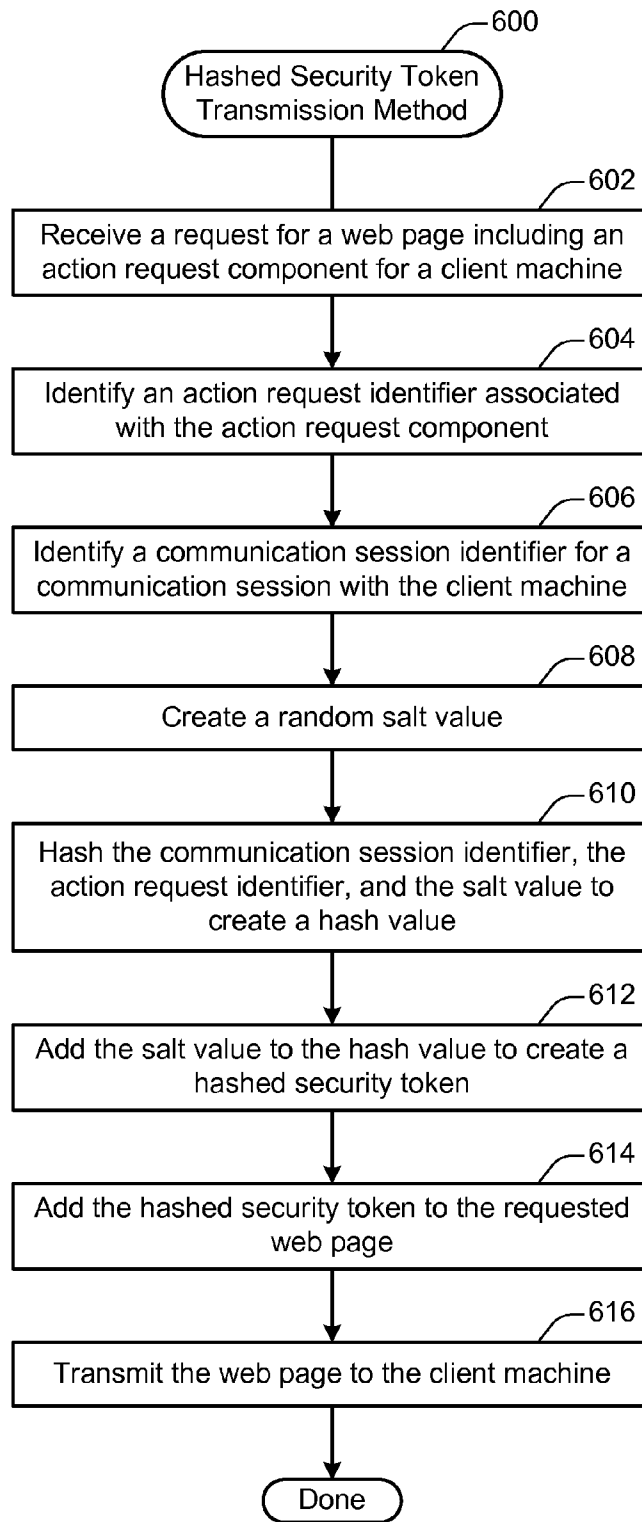 600
Hashed Security Token
Transmission Method
602
Receive a request for a web page including an
action request component for a client machine
604
Identify an action request identifier associated
with the action request component
606
Identify a communication session identifier for a
communication session with the client machine
608
Create a random salt value
610
Hash the communication session identifier, the
action request identifier, and the salt value to
create a hash value
612
Add the salt value to the hash value to create a
hashed security token
614
Add the hashed security token to the requested
web page
616
Transmit the web page to the client machine
Done